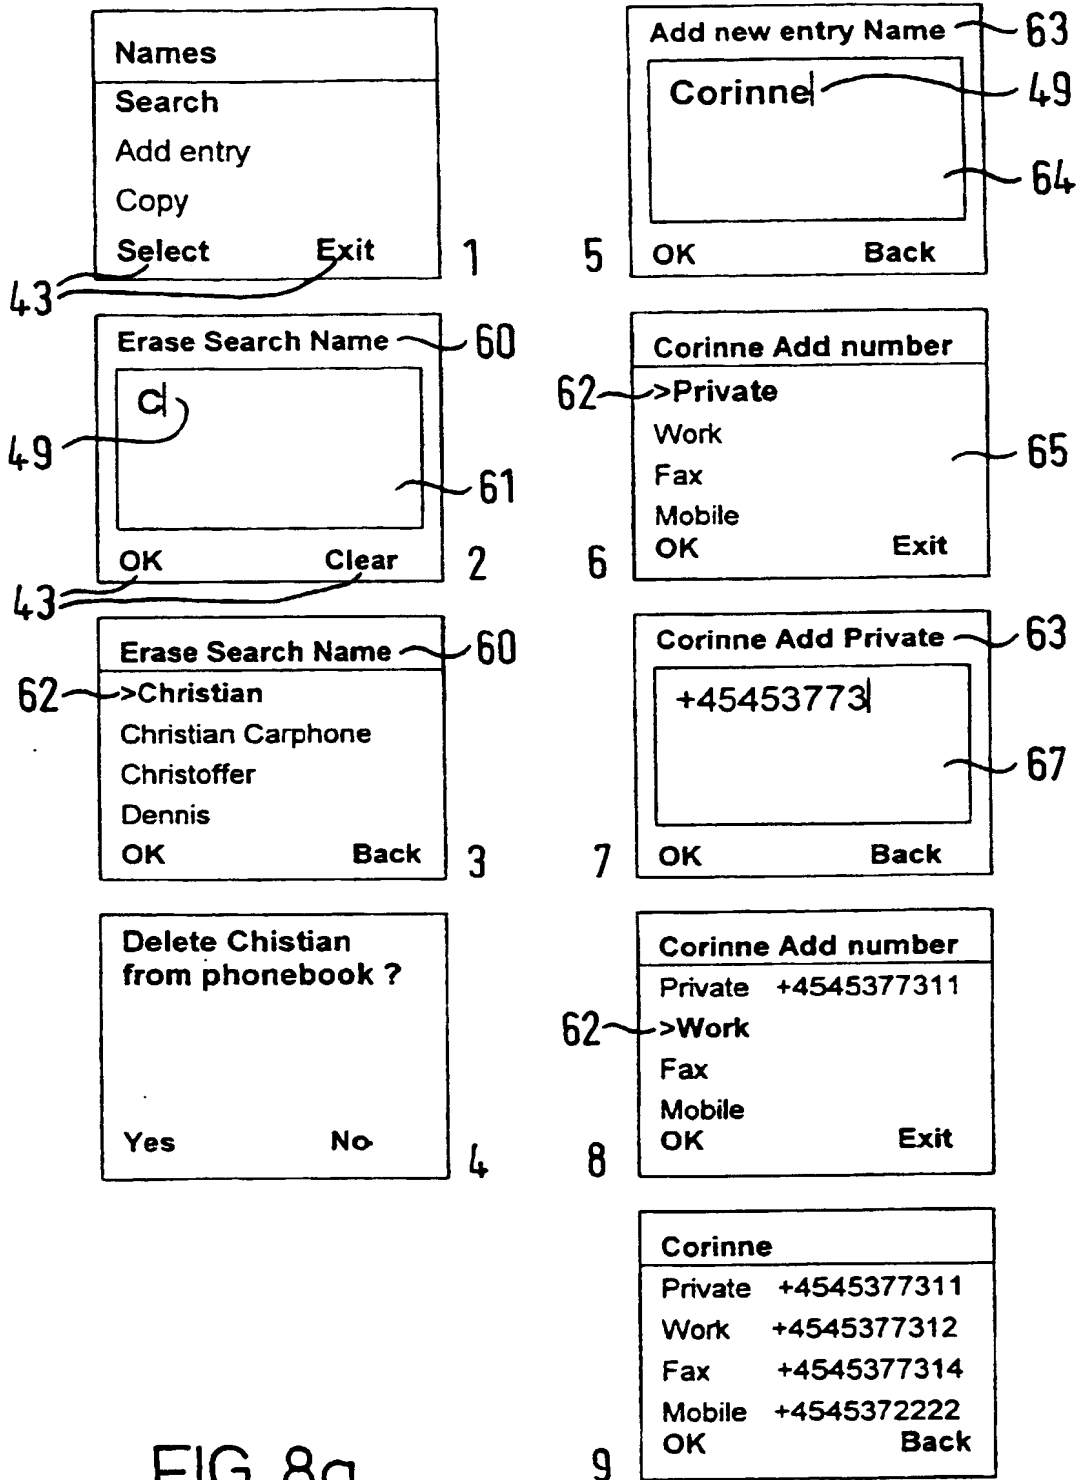 Names
Search
Add entry
Copy
Select Exit
1
43
Erase Search Name 60
C
49
61
OK Clear
2
43
Erase Search Name 60
62 >Christian
Christian Carphone
Christoffer
Dennis
OK Back
3
Delete Chistian
from phonebook ?
Yes No
4
Add new entry Name 63
Corinne 49
64
5
OK Back
Corinne Add number
62 >Private
Work
65
Fax
Mobile
OK Exit
6
Corinne Add Private 63
+45453773
67
7
OK Back
Corinne Add number
Private +4545377311
62 >Work
Fax
Mobile
OK Exit
8
Corinne
Private +4545377311
Work +4545377312
Fax +4545377314
Mobile +4545372222
OK Back
9
FIG. 8a